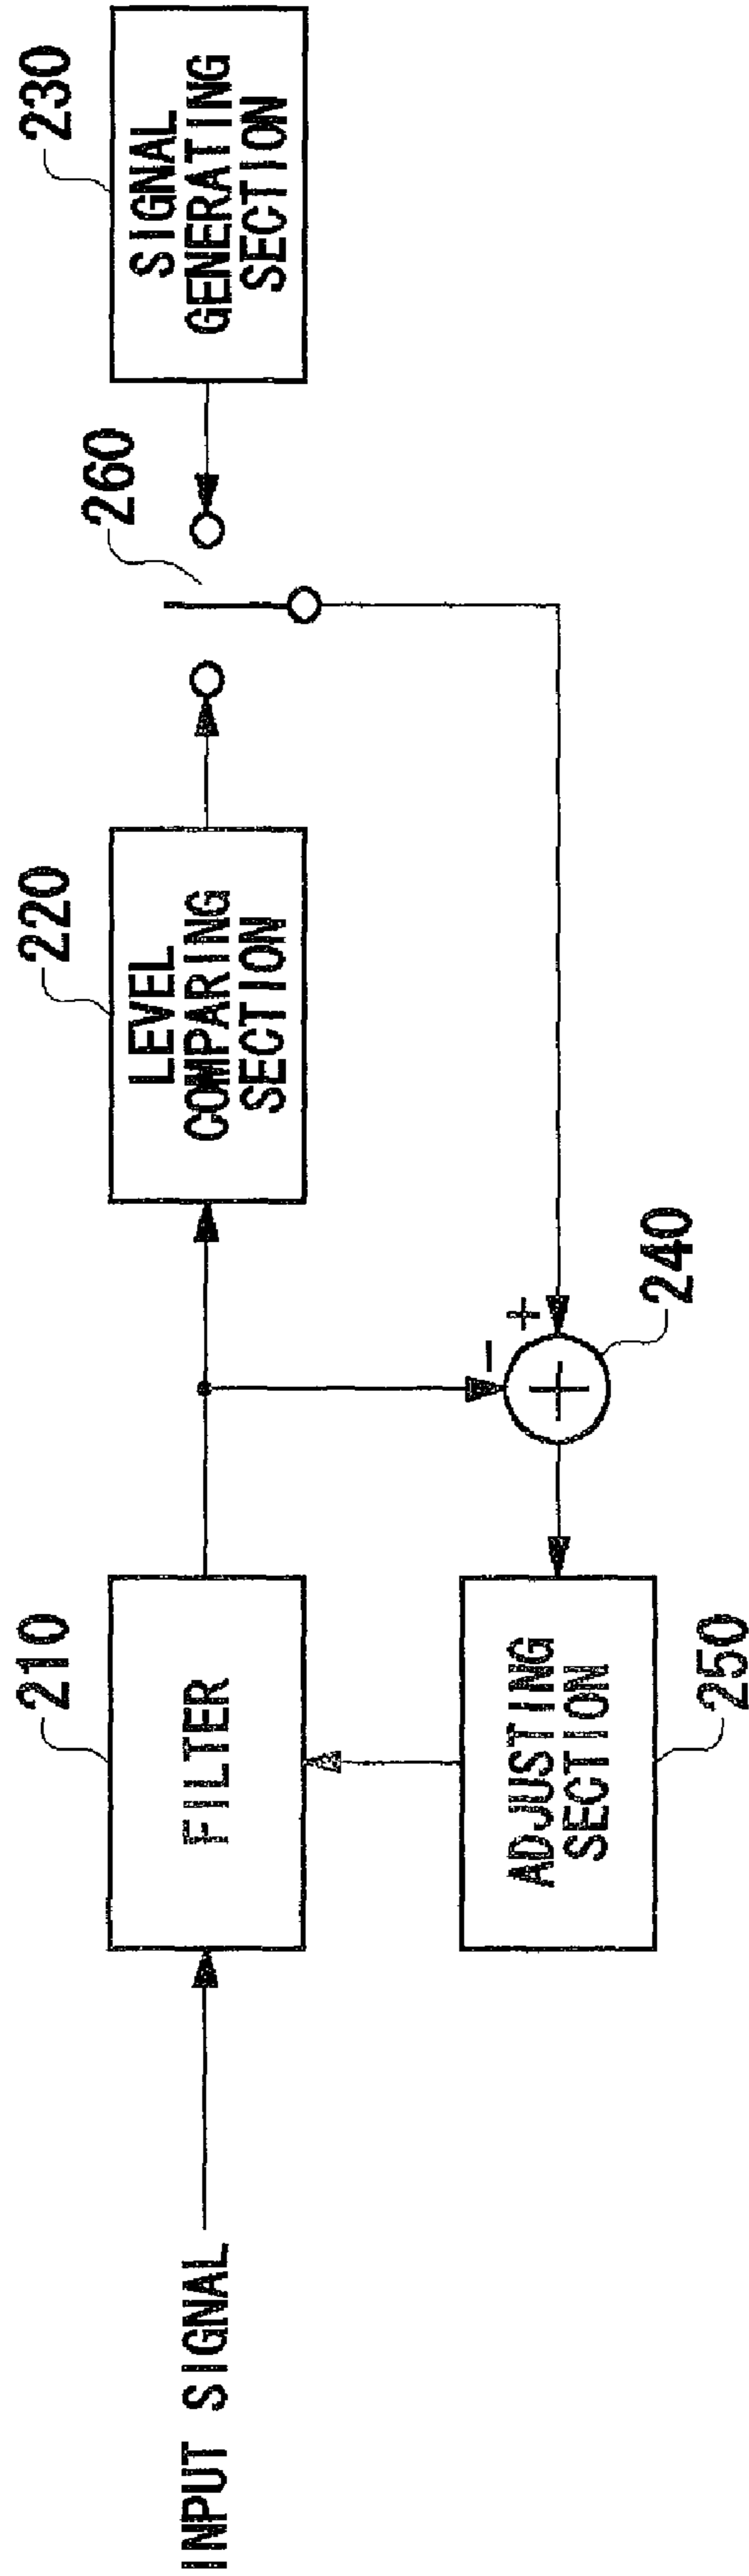 INPUT SIGNAL
210
FILTER
220
LEVEL
COMPARING
SECTION
260
230
SIGNAL
GENERATING
SECTION
-
+
240
ADJUSTING
SECTION
250